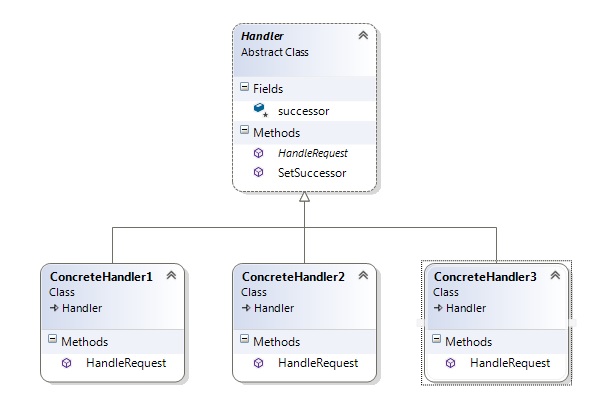 Handler
Abstract Class
Fields
successor
Methods
HandleRequest
SetSuccessor
ConcreteHandler1
Class
Handler
Methods
HandleRequest
ConcreteHandler2
Class
Handler
Methods
HandleRequest
ConcreteHandler3
Class
Handler
Methods
HandleRequest